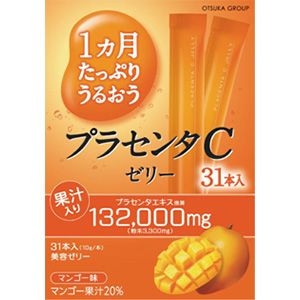 OTSUKA GROUP
1ヵ月
たっぷり
うるおう
PLACENTA C JELLY
プラセンタC
ゼリー
31本入
果汁
入り
プラセンタエキス換算
132,000mg
(粉末3,300mg)
31本入(10g/本)
美容ゼリー
マンゴー味
マンゴー果汁20%